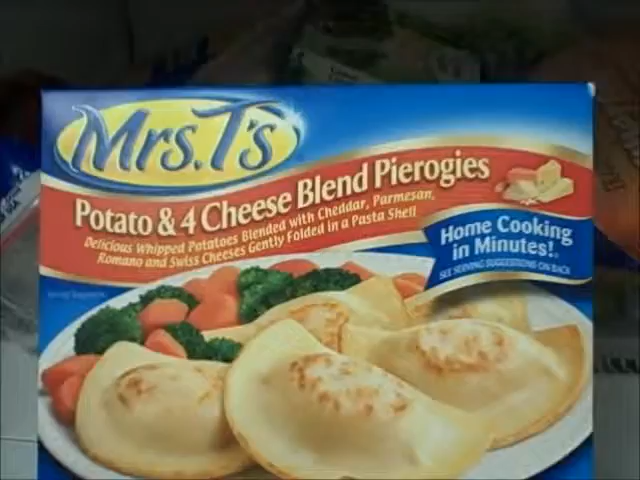 Mrs. T's
Potato & 4 Cheese Blend Pierogies
Delicious Whipped Potatoes Blended with Cheddar, Parmesan,
Romano and Swiss Cheeses Gently Folded in a Pasta Shell
Home Cooking
in Minutes!
SEE SERVING SUGGESTIONS ON BACK